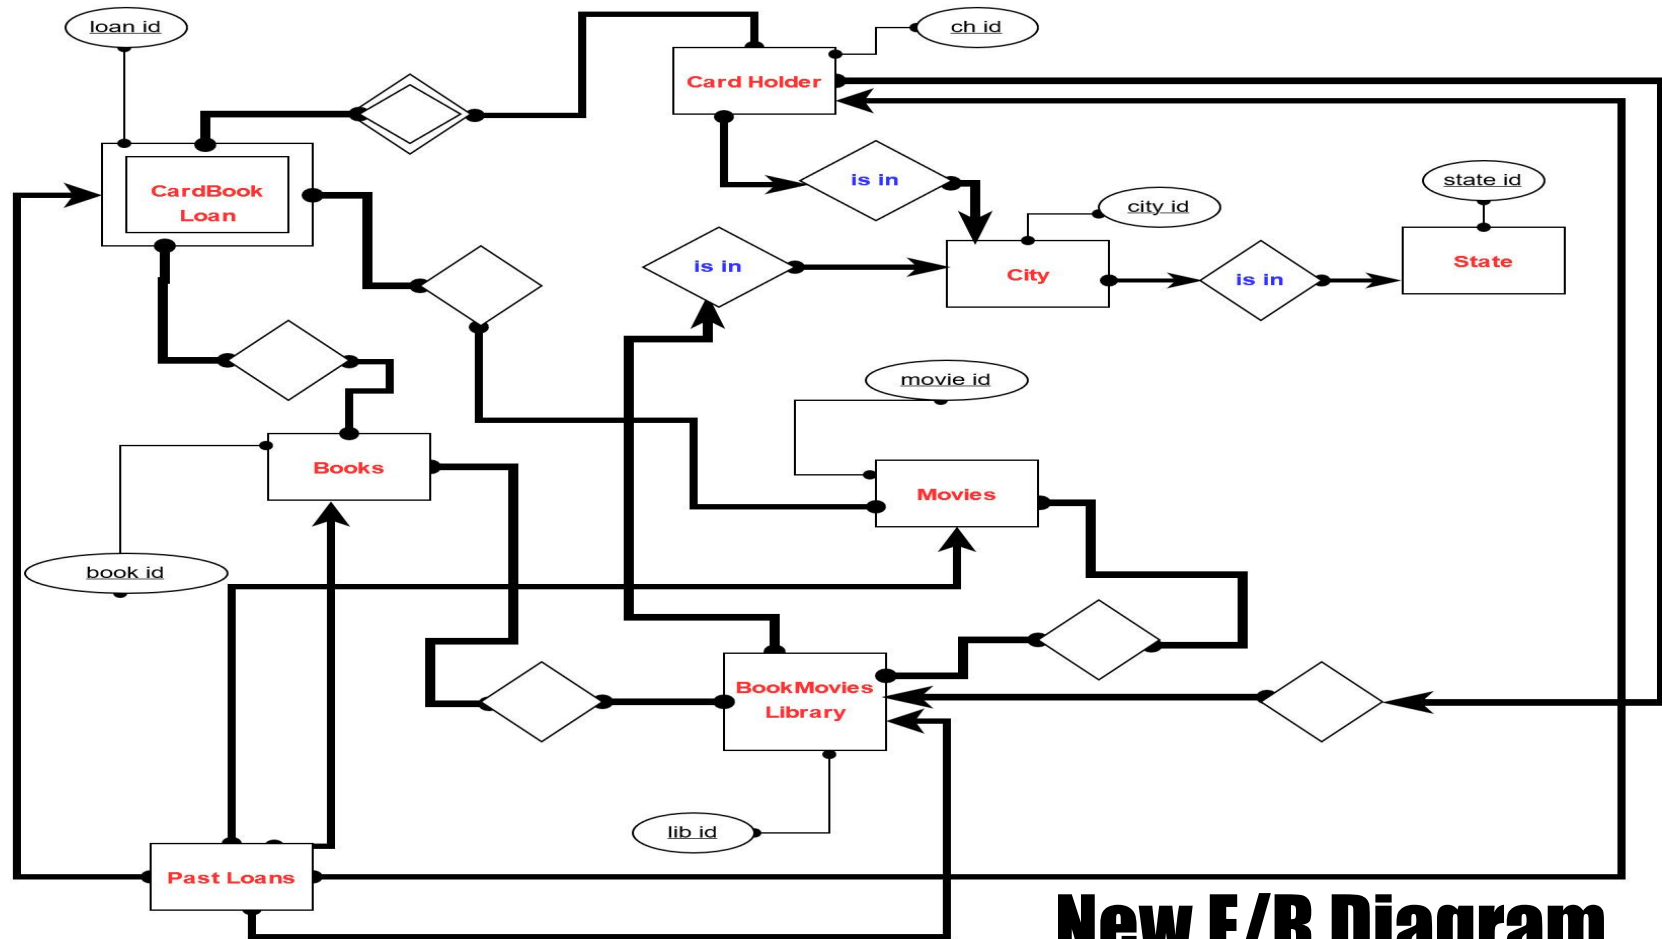 loan id
ch id
Card Holder
CardBook
Loan
is in
state id
city id
is in
City
is in
State
movie id
Books
Movies
book id
BookMovies
Library
lib id
Past Loans
New E/R Diagram